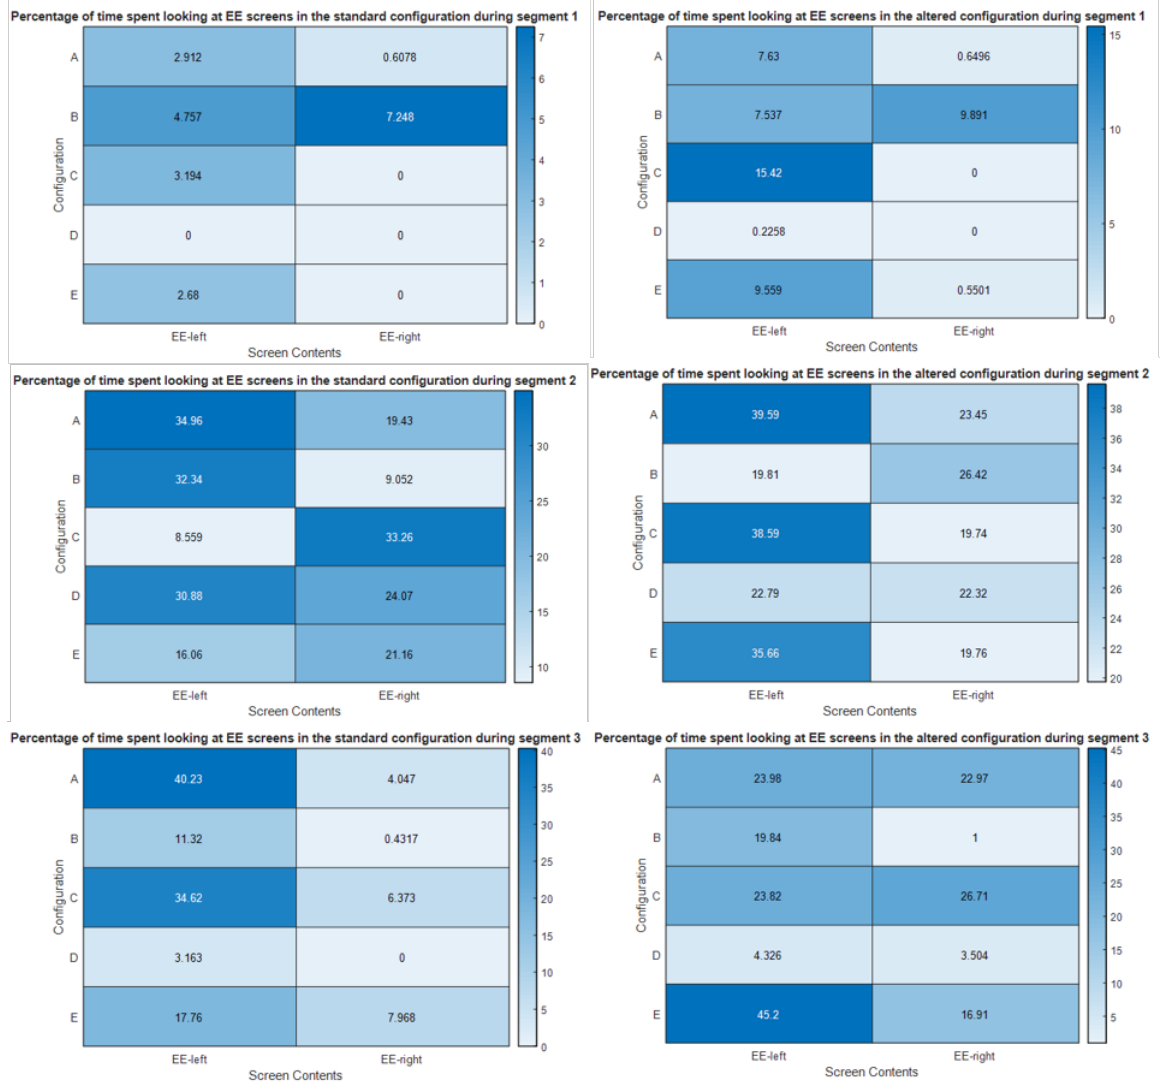 Percentage of time spent looking at EE screens in the standard configuration during segment 1
7
A 2.912 0.6078
6
B 4.757 7.248
5
4
C 3.194 0
3
D 0 0
2
1
E 2.68 0
0
EE-left EE-right
Screen Contents
Configuration
Percentage of time spent looking at EE screens in the altered configuration during segment 1
15
A 7.63 0.6496
B 7.537 9.891
10
C 15.42 0
5
D 0.2258 0
E 9.559 0.5501
0
EE-left EE-right
Screen Contents
Configuration
Percentage of time spent looking at EE screens in the standard configuration during segment 2
A 34.96 19.43
30
B 32.34 9.052
25
C 8.559 33.26
20
D 30.88 24.07
15
E 16.06 21.16
10
EE-left EE-right
Screen Contents
Configuration
Percentage of time spent looking at EE screens in the altered configuration during segment 2
38
A 39.59 23.45
36
34
B 19.81 26.42
32
30
C 38.59 19.74
28
26
D 22.79 22.32
24
22
E 35.66 19.76
20
EE-left EE-right
Screen Contents
Configuration
Percentage of time spent looking at EE screens in the standard configuration during segment 3
40
A 40.23 4.047
35
30
B 11.32 0.4317
25
C 34.62 6.373
20
15
D 3.163 0
10
5
E 17.76 7.968
0
EE-left EE-right
Screen Contents
Configuration
Percentage of time spent looking at EE screens in the altered configuration during segment 3
45
A 23.98 22.97
40
35
B 19.84 1
30
25
C 23.82 26.71
20
15
D 4.326 3.504
10
E 45.2 16.91
5
EE-left EE-right
Screen Contents
Configuration